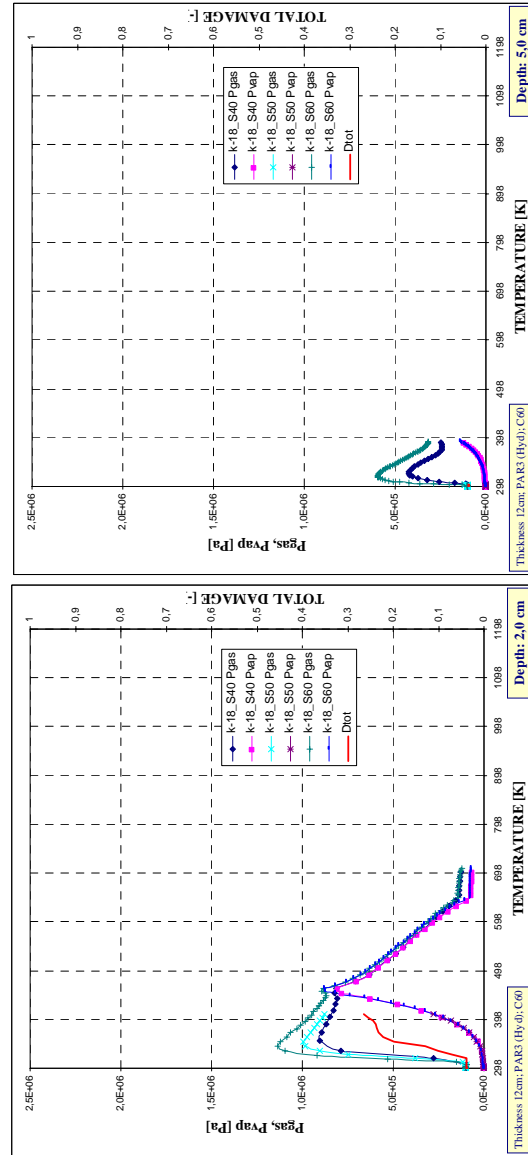 Pgas, Pvap [Pa]
2,5E+06
2,0E+06
1,5E+06
1,0E+06
5,0E+05
0,0E+00
298
398
498
598
698
798
898
998
1098
1198
1
0,9
0,8
0,7
0,6
0,5
0,4
0,3
0,2
0,1
0
TOTAL DAMAGE
[-]
k-18_S40 Pgas
k-18_S40 Pvap
k-18_S50 Pgas
k-18_S50 Pvap
k-18_S60 Pgas
k-18_S60 Pvap
Dtot
TEMPERATURE [K]
Thickness 12cm; PAR3 (Hyd); C60
Depth: 2,0 cm
Pgas, Pvap [Pa]
2,5E+06
2,0E+06
1,5E+06
1,0E+06
5,0E+05
0,0E+00
298
398
498
598
698
798
898
998
1098
1198
1
0,9
0,8
0,7
0,6
0,5
0,4
0,3
0,2
0,1
0
TOTAL DAMAGE
[-]
k-18_S40 Pgas
k-18_S40 Pvap
k-18_S50 Pgas
k-18_S50 Pvap
k-18_S60 Pgas
k-18_S60 Pvap
Dtot
TEMPERATURE [K]
Thickness 12cm; PAR3 (Hyd); C60
Depth: 5,0 cm